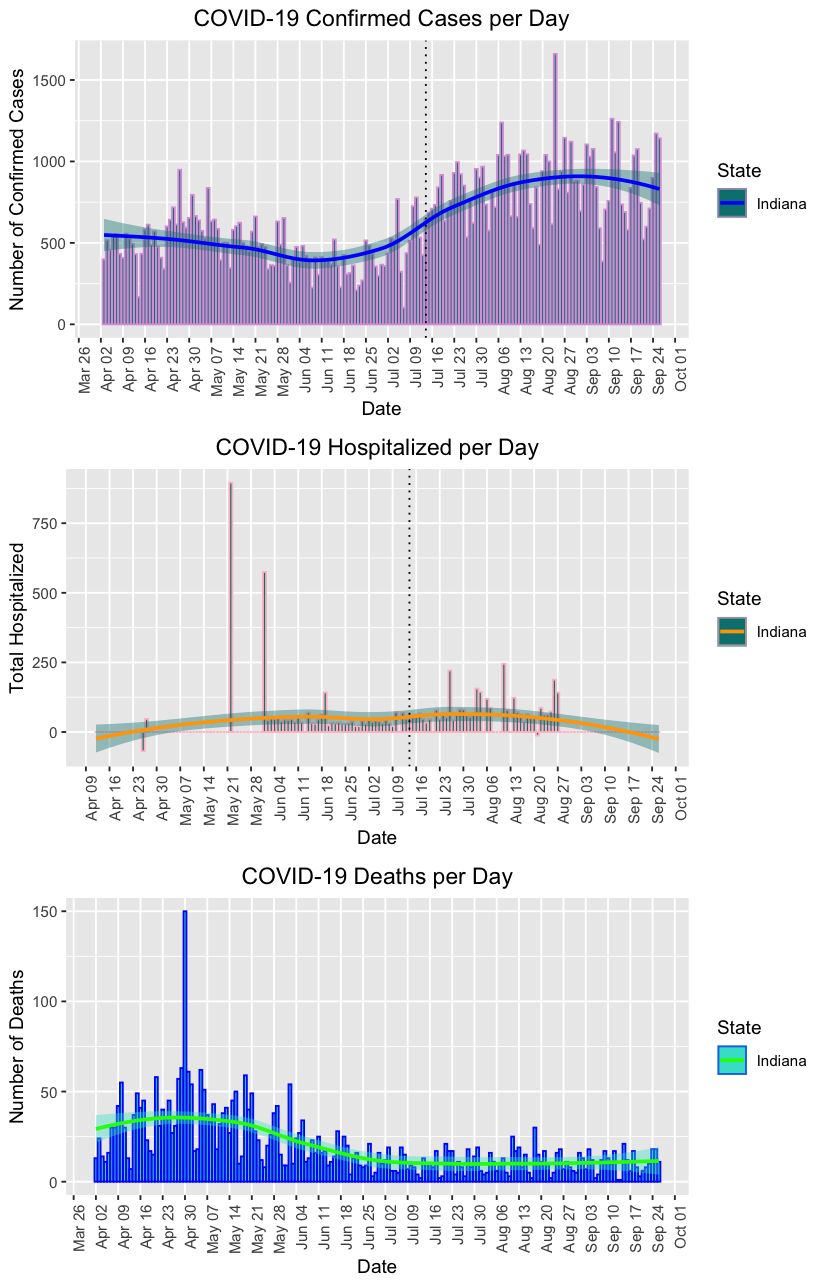 COVID-19 Confirmed Cases per Day
Number of Confirmed Cases
1500
1000
500
0
Mar 26
Apr 02
Apr 09
Apr 16
Apr 23
Apr 30
May 07
May 14
May 21
May 28
Jun 04
Jun 11
Jun 18
Jun 25
Jul 02
Jul 09
Jul 16
Jul 23
Jul 30
Aug 06
Aug 13
Aug 20
Aug 27
Sep 03
Sep 10
Sep 17
Sep 24
Oct 01
Date
State
Indiana
COVID-19 Hospitalized per Day
Total Hospitalized
750
500
250
0
Apr 09
Apr 16
Apr 23
Apr 30
May 07
May 14
May 21
May 28
Jun 04
Jun 11
Jun 18
Jun 25
Jul 02
Jul 09
Jul 16
Jul 23
Jul 30
Aug 06
Aug 13
Aug 20
Aug 27
Sep 03
Sep 10
Sep 17
Sep 24
Oct 01
Date
State
Indiana
COVID-19 Deaths per Day
Number of Deaths
150
100
50
0
Mar 26
Apr 02
Apr 09
Apr 16
Apr 23
Apr 30
May 07
May 14
May 21
May 28
Jun 04
Jun 11
Jun 18
Jun 25
Jul 02
Jul 09
Jul 16
Jul 23
Jul 30
Aug 06
Aug 13
Aug 20
Aug 27
Sep 03
Sep 10
Sep 17
Sep 24
Oct 01
Date
State
Indiana